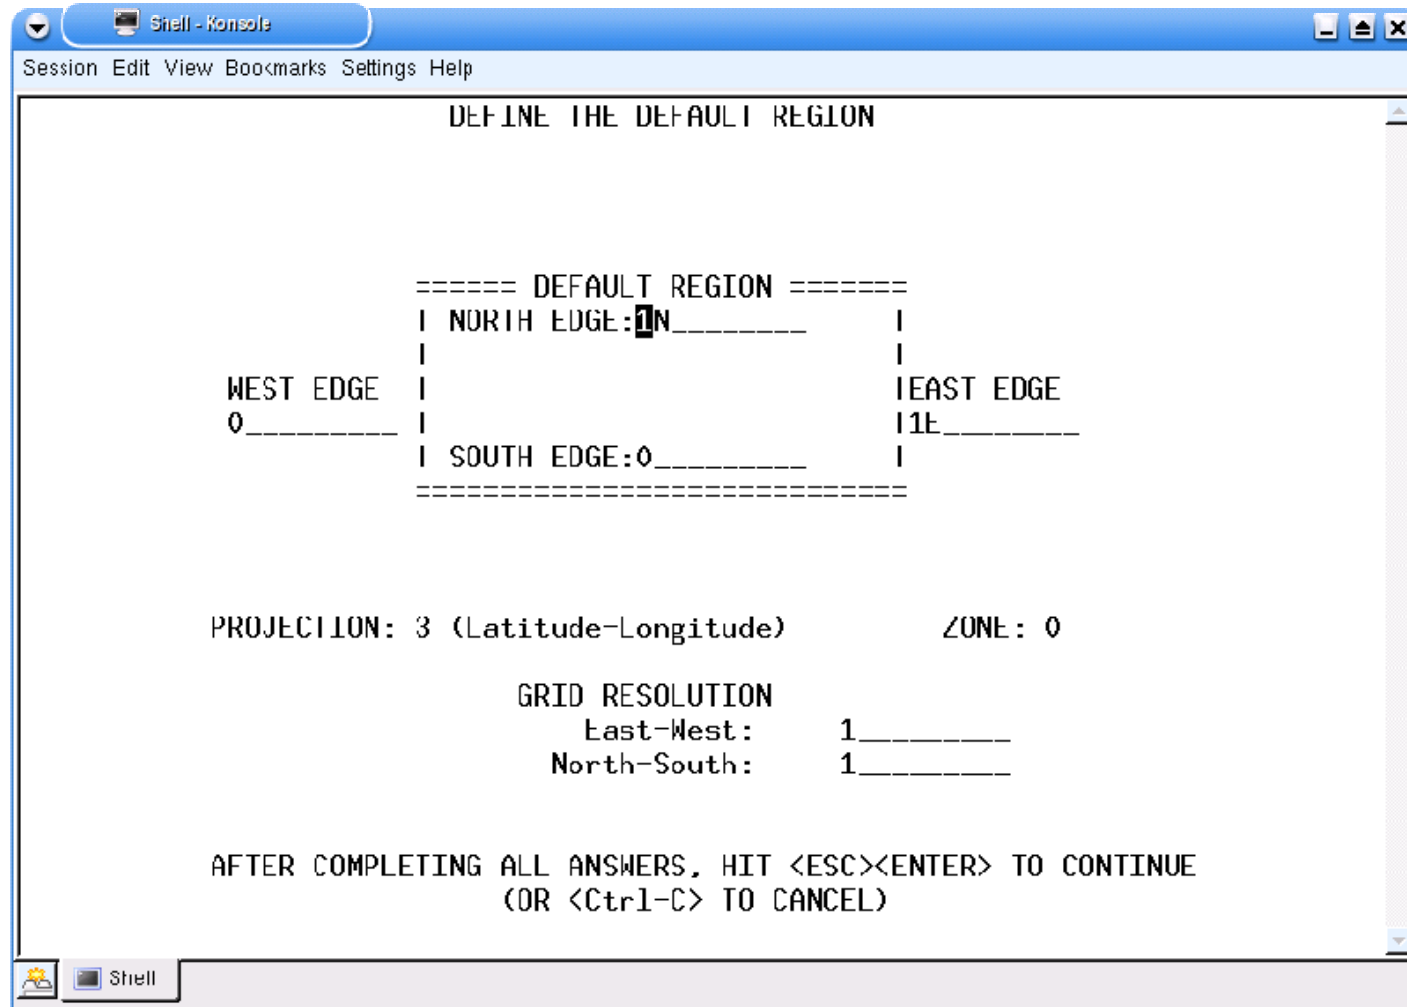 Shell - Konsole
Session Edit View Bookmarks Settings Help
DEFINE THE DEFAULT REGION
====== DEFAULT REGION =======
| NORTH EDGE:1N________ |
| |
WEST EDGE | |EAST EDGE
0_________ | |1E________
| SOUTH EDGE:0_________ |
=============================
PROJECTION: 3 (Latitude-Longitude) ZONE: 0
GRID RESOLUTION
East-West: 1_________
North-South: 1_________
AFTER COMPLETING ALL ANSWERS, HIT <ESC><ENTER> TO CONTINUE
(OR <Ctrl-C> TO CANCEL)
Shell